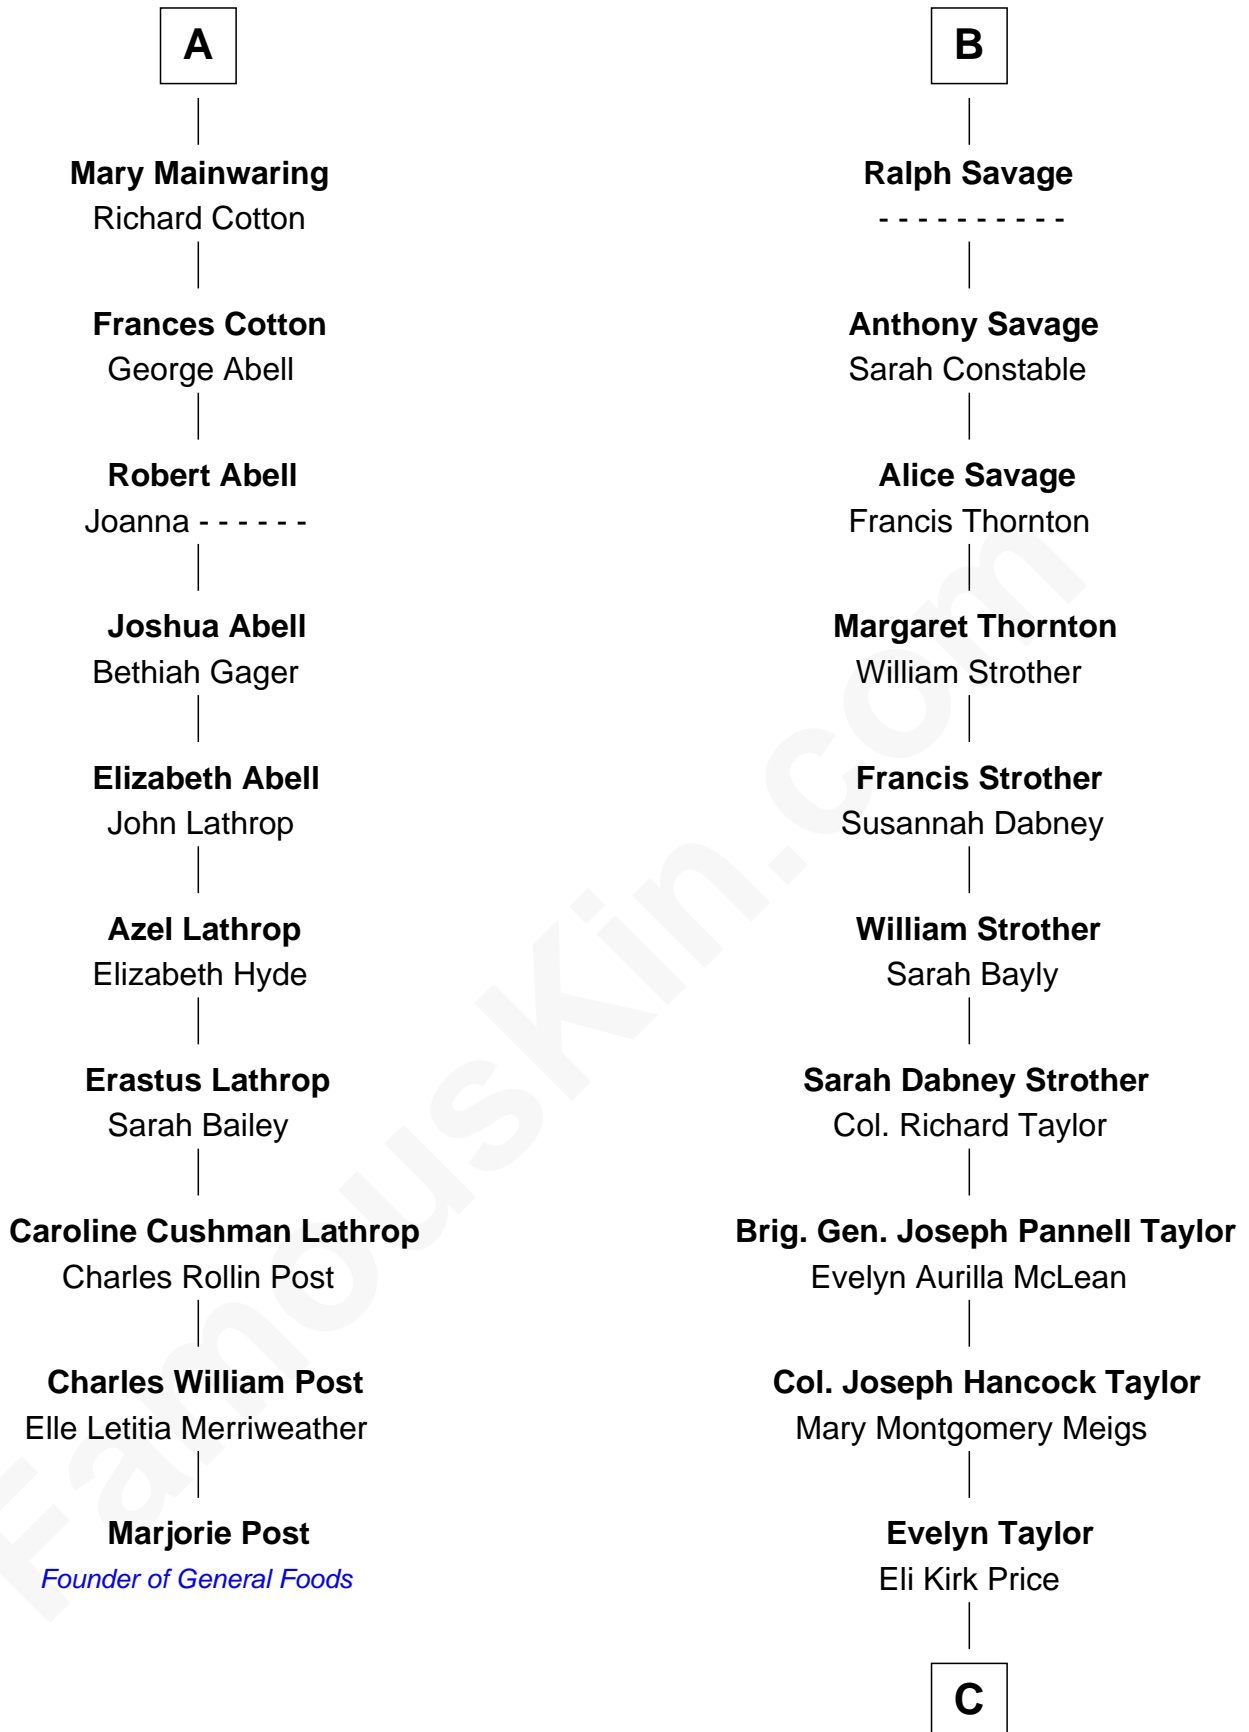 A
Mary Mainwaring
Richard Cotton
Frances Cotton
George Abell
Robert Abell
Joanna - - - - - -
Joshua Abell
Bethiah Gager
Elizabeth Abell
John Lathrop
Azel Lathrop
Elizabeth Hyde
Erastus Lathrop
Sarah Bailey
Caroline Cushman Lathrop
Charles Rollin Post
Charles William Post
Elle Letitia Merriweather
Marjorie Post
Founder of General Foods
B
Ralph Savage
- - - - - - - - - -
Anthony Savage
Sarah Constable
Alice Savage
Francis Thornton
Margaret Thornton
William Strother
Francis Strother
Susannah Dabney
William Strother
Sarah Bayly
Sarah Dabney Strother
Col. Richard Taylor
Brig. Gen. Joseph Pannell Taylor
Evelyn Aurilla McLean
Col. Joseph Hancock Taylor
Mary Montgomery Meigs
Evelyn Taylor
Eli Kirk Price
C
FamousKin.com